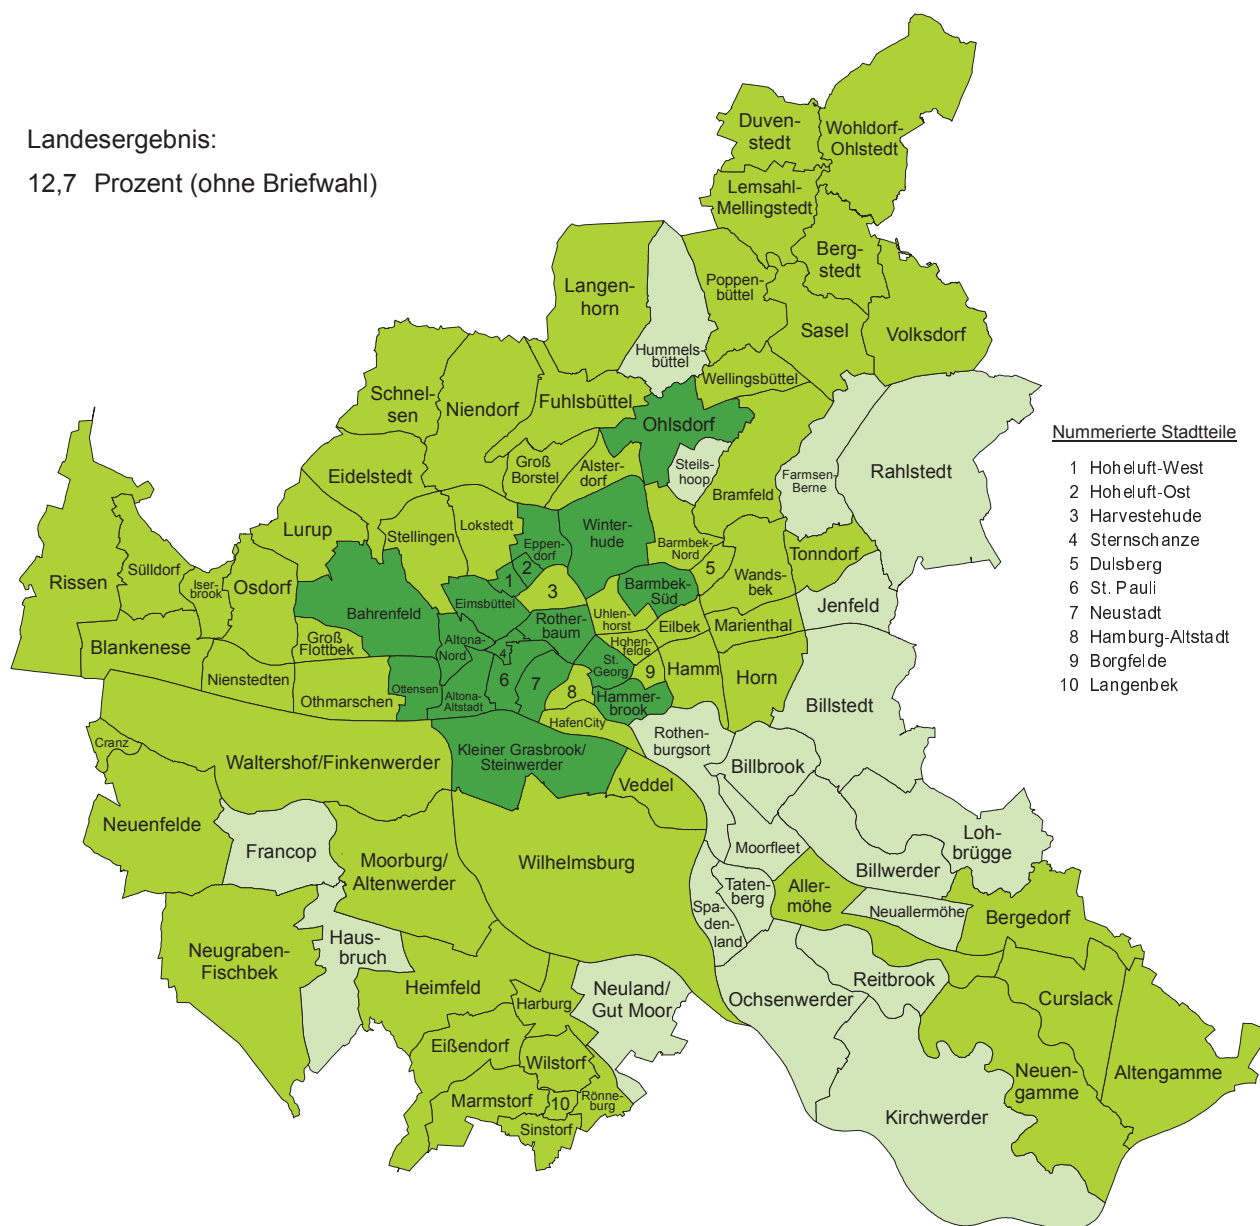 Landesergebnis:
12,7 Prozent (ohne Briefwahl)
Duven-
stedt
Wohldorf-
Ohlstedt
Lemsahl-
Mellingstedt
Berg-
stedt
Poppen-
büttel
Sasel
Volksdorf
Langen-
horn
Hummels-
büttel
Wellingsbüttel
Schnel-
sen
Niendorf
Fuhlsbüttel
Ohlsdorf
Steils-
hoop
Bramfeld
Farmsen-
Berne
Rahlstedt
Groß
Borstel
Alster-
dorf
Eidelstedt
Lurup
Stellingen
Lokstedt
Eppen-
dorf
Winter-
hude
Barmbek-
Nord
5
Wands-
bek
Tonndorf
Jenfeld
Rissen
Sülldorf
Iser-
brook
Osdorf
Bahrenfeld
Eimsbüttel
1
2
3
Barmbek-
Süd
Uhlen-
horst
Eilbek
Marienthal
Blankenese
Nienstedten
Groß
Flottbek
Othmarschen
Ottensen
Altona-
Nord
Altona-
Altstadt
4
6
7
8
Rother-
baum
St.
Georg
Hohen-
felde
9
Hamm
Horn
Billstedt
Hammer-
brook
HafenCity
Cranz
Waltershof/Finkenwerder
Kleiner Grasbrook/
Steinwerder
Veddel
Rothen-
burgsort
Billbrook
Neuenfelde
Francop
Moorburg/
Altenwerder
Wilhelmsburg
Moorfleet
Billwerder
Loh-
brügge
Taten-
berg
Spa-
den-
land
Aller-
möhe
Neuallermöhe
Bergedorf
Neugraben-
Fischbek
Haus-
bruch
Heimfeld
Harburg
Neuland/
Gut Moor
Ochsenwerder
Reitbrook
Curslack
Eißendorf
Wilstorf
Marmstorf
10
Rönne-
burg
Sinstorf
Kirchwerder
Neuen-
gamme
Altengamme
Nummerierte Stadtteile
1 Hoheluft-West
2 Hoheluft-Ost
3 Harvestehude
4 Sternschanze
5 Dulsberg
6 St. Pauli
7 Neustadt
8 Hamburg-Altstadt
9 Borgfelde
10 Langenbek